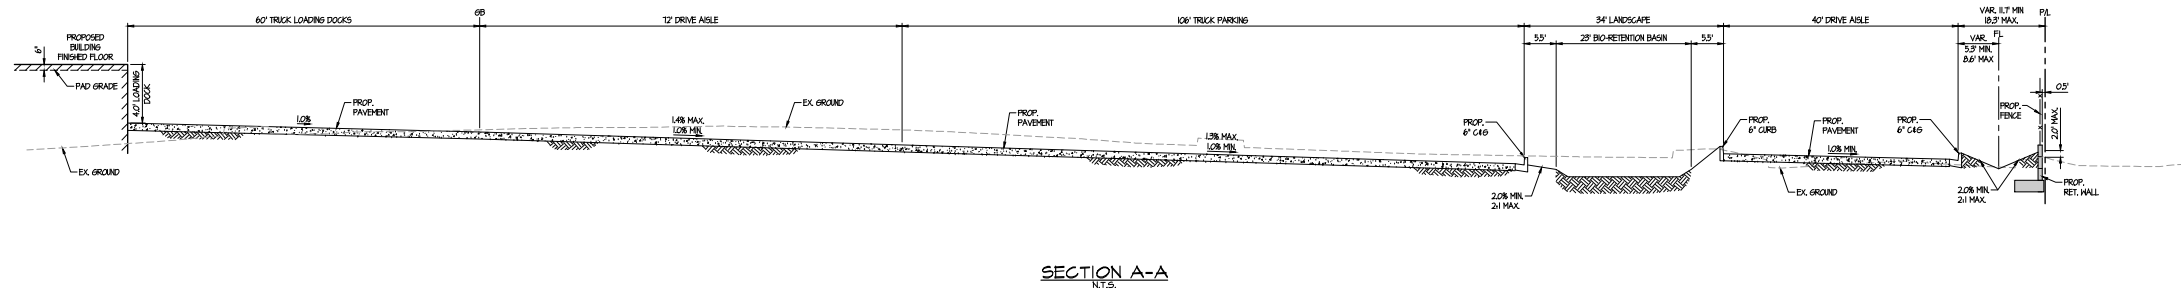 60' TRUCK LOADING DOCKS
GB
72' DRIVE AISLE
106' TRUCK PARKING
34' LANDSCAPE
40' DRIVE AISLE
VAR. 11.7' MIN
18.3' MAX.
P/L
5.5'
23' BIO-RETENTION BASIN
5.5'
VAR.
5.3' MIN.
8.6' MAX
FL
6"
PROPOSED
BUILDING
FINISHED FLOOR
PAD GRADE
4.0' LOADING
DOCK
EX. GROUND
1.0%
PROP.
PAVEMENT
1.4% MAX.
1.0% MIN.
EX. GROUND
PROP.
PAVEMENT
1.3% MAX.
1.0% MIN.
PROP.
6" C&G
2.0% MIN.
2:1 MAX.
PROP.
6" CURB
PROP.
PAVEMENT
1.0% MIN.
EX. GROUND
PROP.
6" C&G
2.0% MIN.
2:1 MAX.
PROP.
FENCE
0.5'
2.0' MAX.
PROP.
RET. WALL
SECTION A-A
N.T.S.